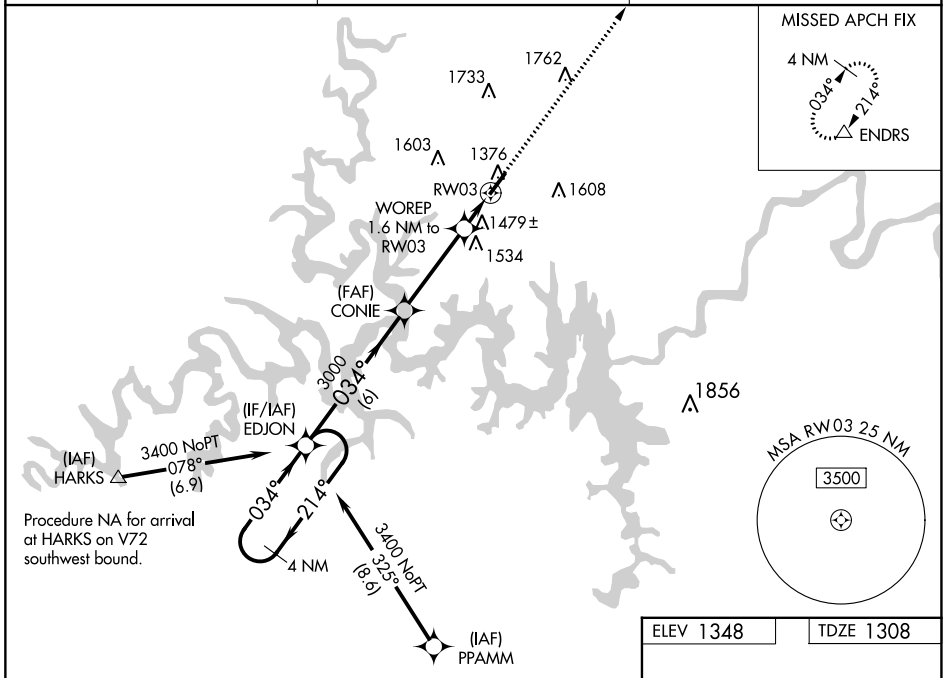 MISSED APCH FIX
4 NM
034°
214°
ENDRS
1762
1733
1603
1376
RW03
1608
WOREP
1.6 NM to
RW03
1479±
1534
(FAF)
CONIE
3000
034°
(6)
1856
(IF/IAF)
EDJON
(IAF)
HARKS
3400 NoPT
078°
(6.9)
034°
214°
4 NM
Procedure NA for arrival
at HARKS on V72
southwest bound.
3400 NoPT
325°
(8.6)
(IAF)
PPAMM
MSA RW03 25 NM
3500
ELEV 1348
TDZE 1308